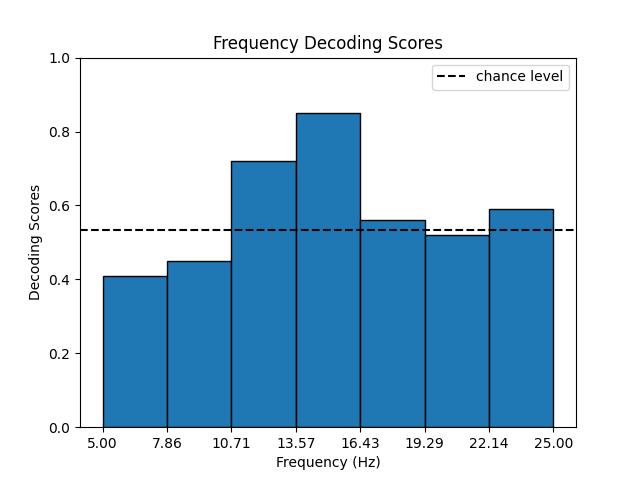 Frequency Decoding Scores
chance level
1.0
0.8
0.6
0.4
0.2
0.0
Decoding Scores
5.00 7.86 10.71 13.57 16.43 19.29 22.14 25.00
Frequency (Hz)